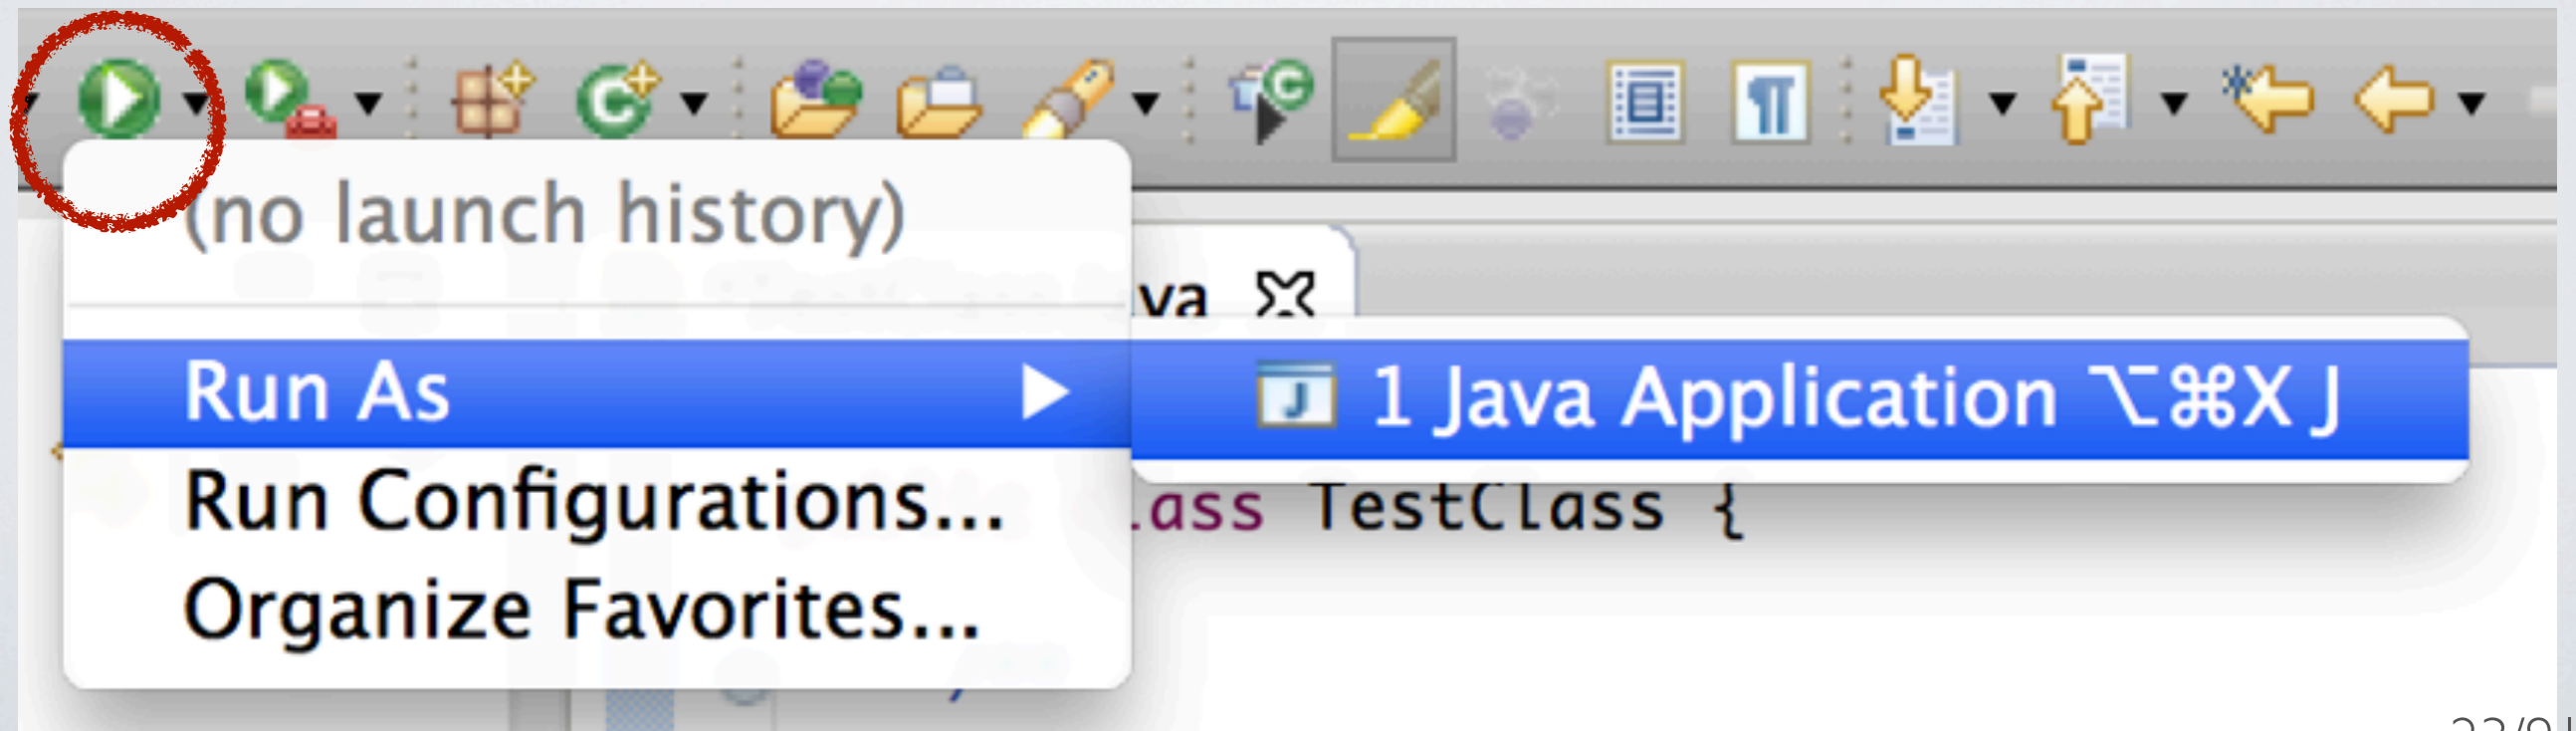 (no launch history)
va
Run As
1 Java Application ⌥⌘X J
Run Configurations...
ass TestClass {
Organize Favorites...